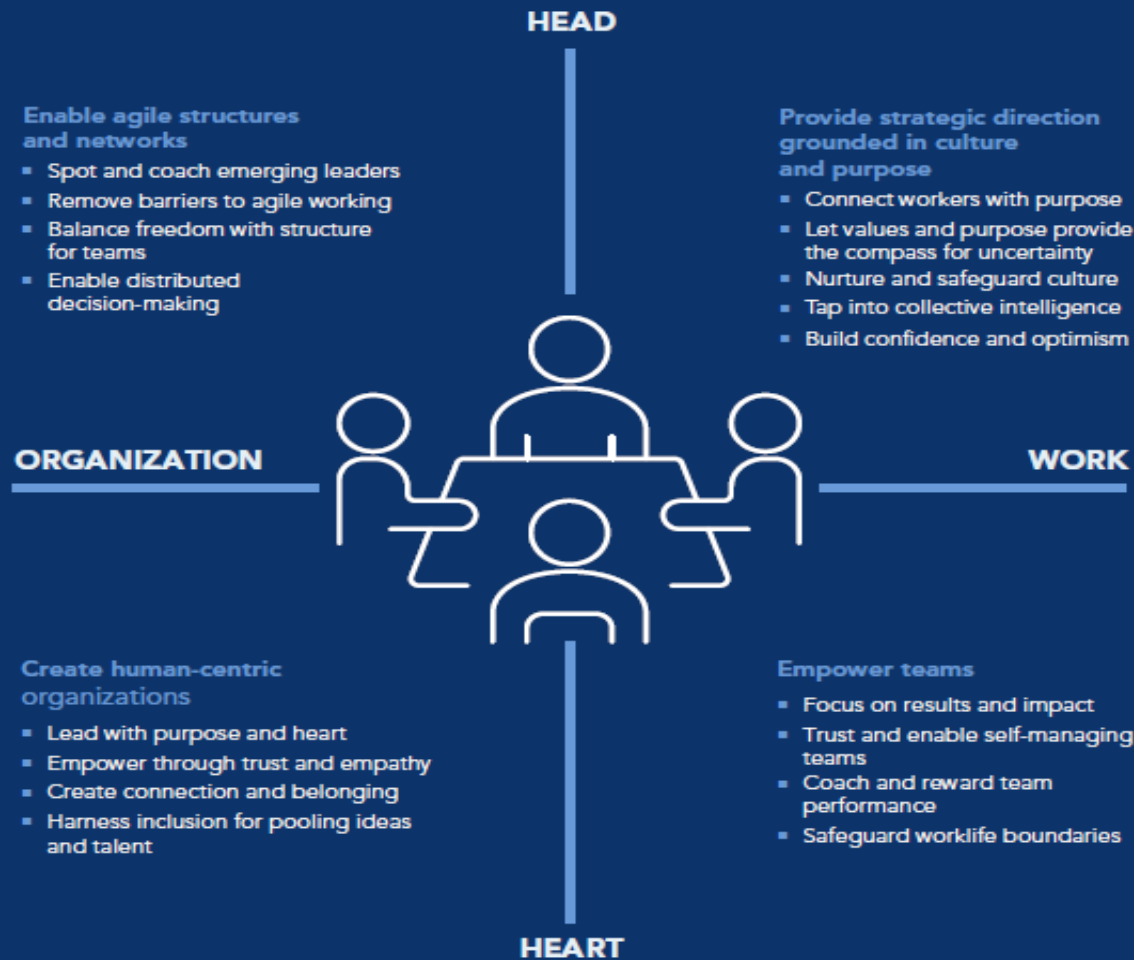 HEAD
Enable agile structures
and networks
▪ Spot and coach emerging leaders
▪ Remove barriers to agile working
▪ Balance freedom with structure
for teams
▪ Enable distributed
decision-making
Provide strategic direction
grounded in culture
and purpose
▪ Connect workers with purpose
▪ Let values and purpose provide
the compass for uncertainty
▪ Nurture and safeguard culture
▪ Tap into collective intelligence
▪ Build confidence and optimism
ORGANIZATION
WORK
Create human-centric
organizations
▪ Lead with purpose and heart
▪ Empower through trust and empathy
▪ Create connection and belonging
▪ Harness inclusion for pooling ideas
and talent
Empower teams
▪ Focus on results and impact
▪ Trust and enable self-managing
teams
▪ Coach and reward team
performance
▪ Safeguard worklife boundaries
HEART